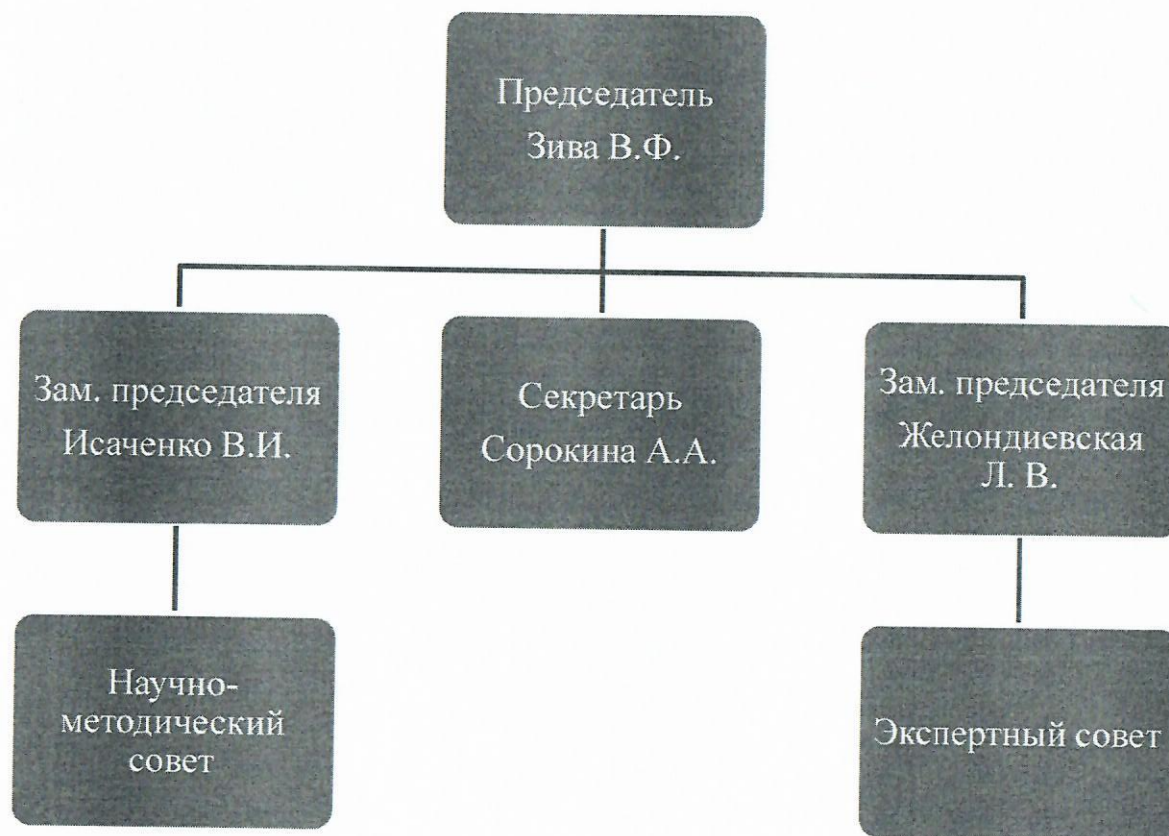 Председатель
Зива В.Ф.
Зам. председателя
Исаченко В.И.
Секретарь
Сорокина А.А.
Зам. председателя
Желондиевская
Л. В.
Научно-
методический
совет
Экспертный совет